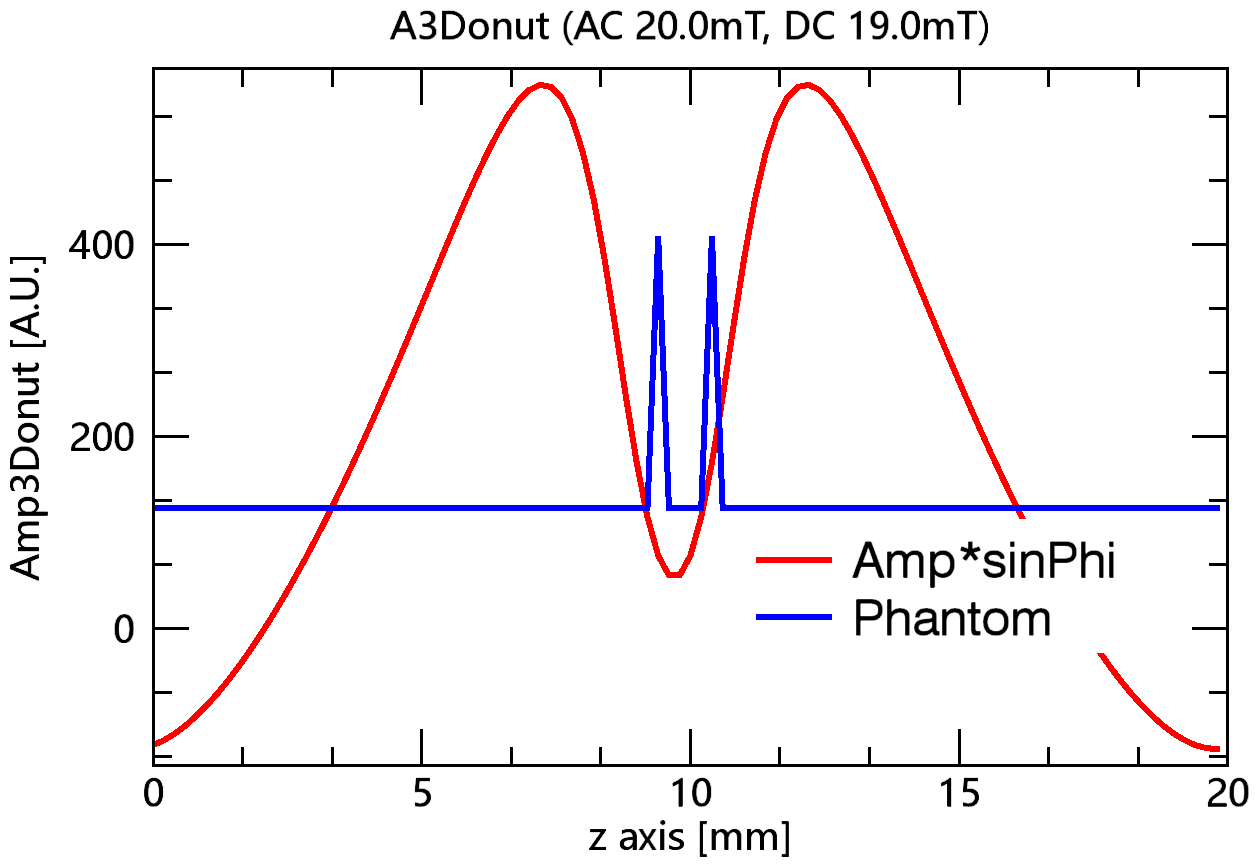 A3Donut (AC 20.0mT, DC 19.0mT)
Amp3Donut [A.U.]
400
200
0
Amp*sinPhi
Phantom
0 5 10 15 20
z axis [mm]